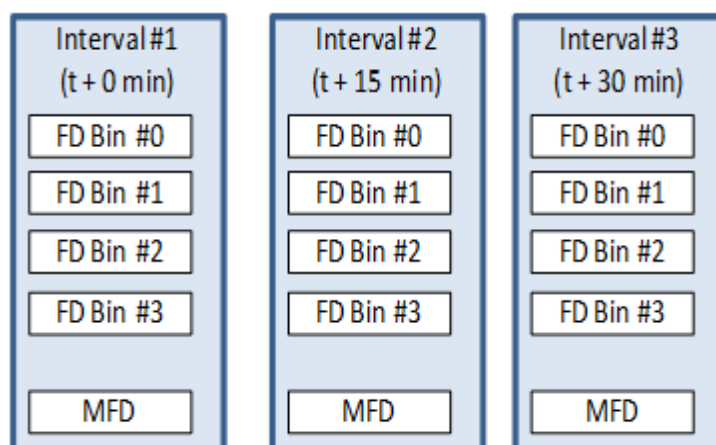 Interval #1
(t + 0 min)
FD Bin #0
FD Bin #1
FD Bin #2
FD Bin #3
MFD
Interval #2
(t + 15 min)
FD Bin #0
FD Bin #1
FD Bin #2
FD Bin #3
MFD
Interval #3
(t + 30 min)
FD Bin #0
FD Bin #1
FD Bin #2
FD Bin #3
MFD